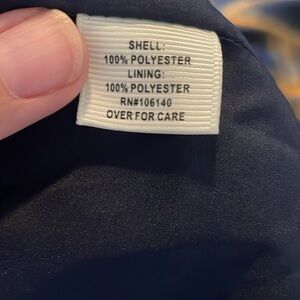 SHELL:
100% POLYESTER
LINING:
100% POLYESTER
RN#106140
OVER FOR CARE